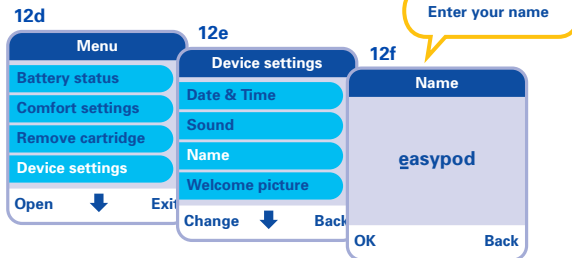 12d
Menu
Battery status
Comfort settings
Remove cartridge
Device settings
Open Exit
12e
Device settings
Date & Time
Sound
Name
Welcome picture
Change Back
Enter your name
12f
Name
easypod
OK Back